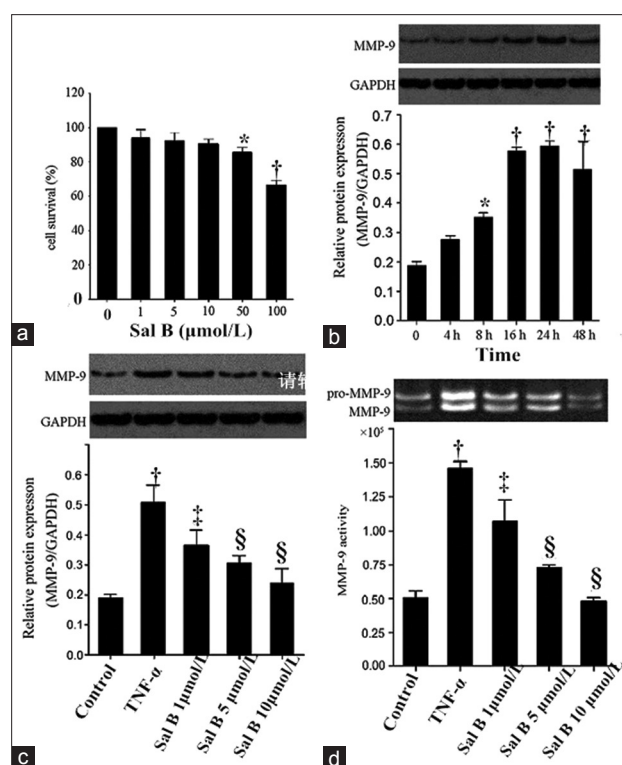 MMP-9
GAPDH
120
100
80
60
40
20
0
cell survival (%)
*
†
0 1 5 10 50 100
Sal B (μmol/L)
a
0.7
0.6
0.5
0.4
0.3
0.2
0.1
0.0
Relative protein expresson
(MMP-9/GAPDH)
*
† † †
0 4 h 8 h 16 h 24 h 48 h
Time
b
MMP-9
请输
GAPDH
0.6
0.5
0.4
0.3
0.2
0.1
0.0
Relative protein expresson
(MMP-9/GAPDH)
†
‡
§
§
Control
TNF-α
Sal B 1μmol/L
Sal B 5 μmol/L
Sal B 10μmol/L
c
pro-MMP-9
MMP-9
×10⁵
1.50
1.25
1.00
0.75
0.50
0.25
0.00
MMP-9 activity
†
‡
§
§
Control
TNF-α
Sal B 1μmol/L
Sal B 5 μmol/L
Sal B 10 μmol/L
d